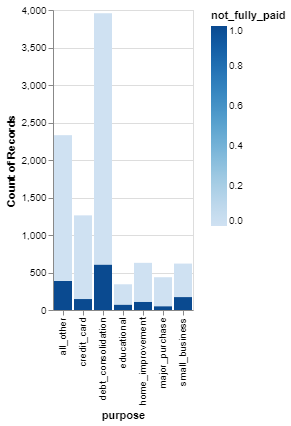 not_fully_paid
4,000
3,500
3,000
2,500
2,000
1,500
1,000
500
0
Count of Records
1.0
0.8
0.6
0.4
0.2
0.0
all_other
credit_card
debt_consolidation
educational
home_improvement
major_purchase
small_business
purpose